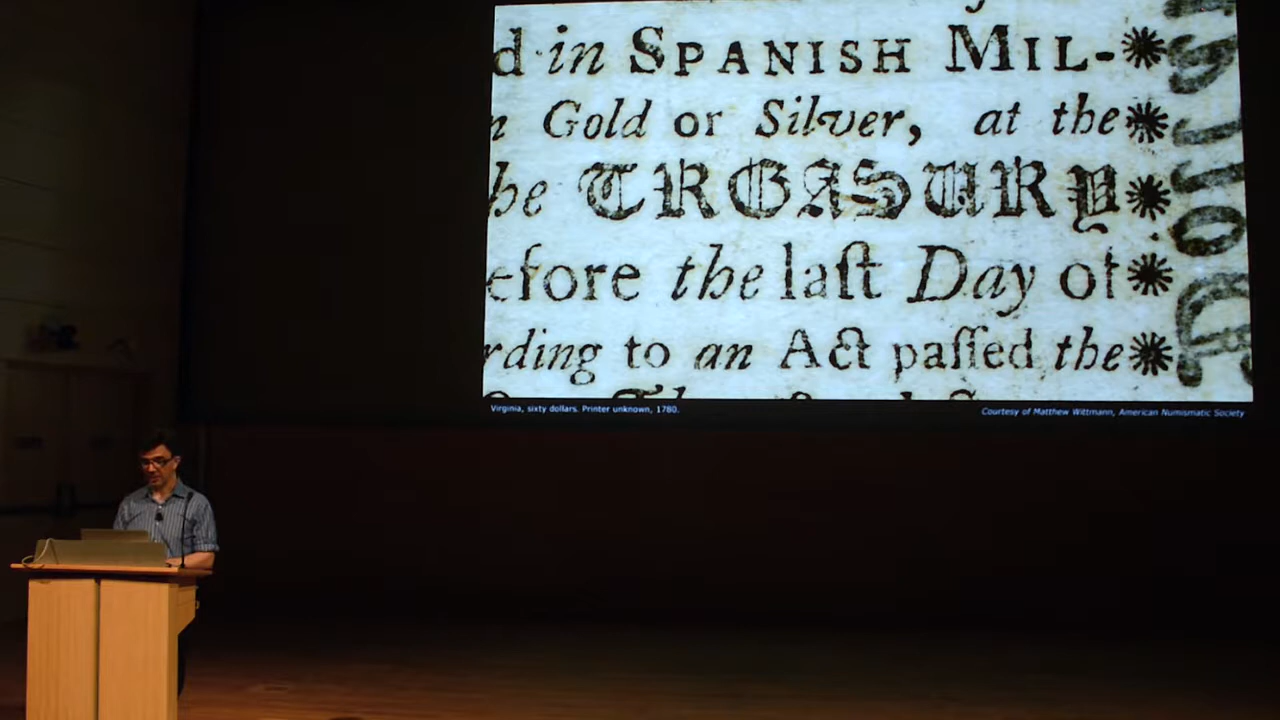 d in SPANISH MIL-
Gold or Silver, at the
he TREASURY
efore the laſt Day of
rding to an Act paſſed the
Virginia, sixty dollars. Printer unknown, 1780.
Courtesy of Matthew Wittmann, American Numismatic Society